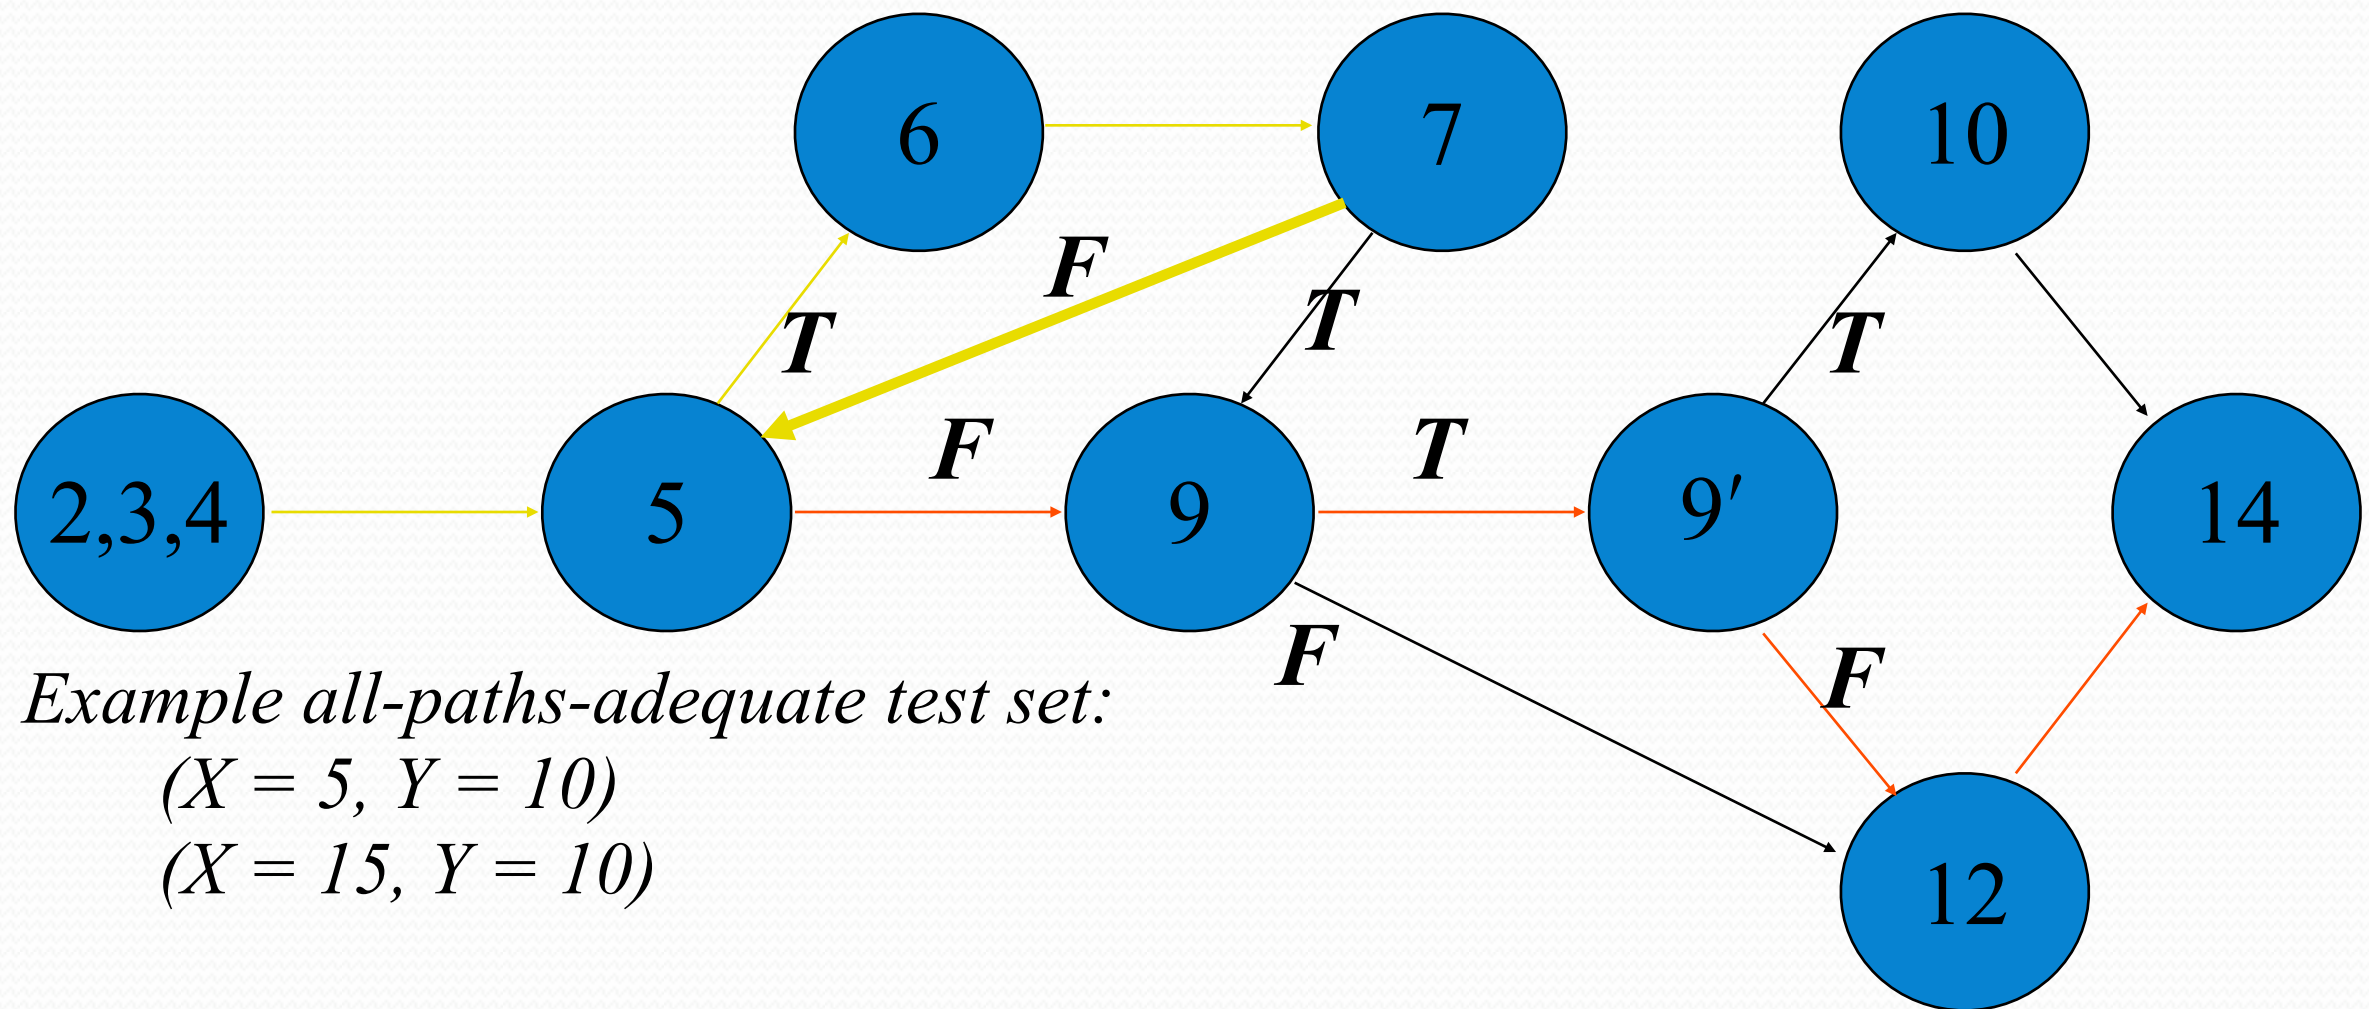 6
7
10
F
T
T
T
F
T
2,3,4
5
9
9′
14
F
F
Example all-paths-adequate test set:
(X = 5, Y = 10)
(X = 15, Y = 10)
12